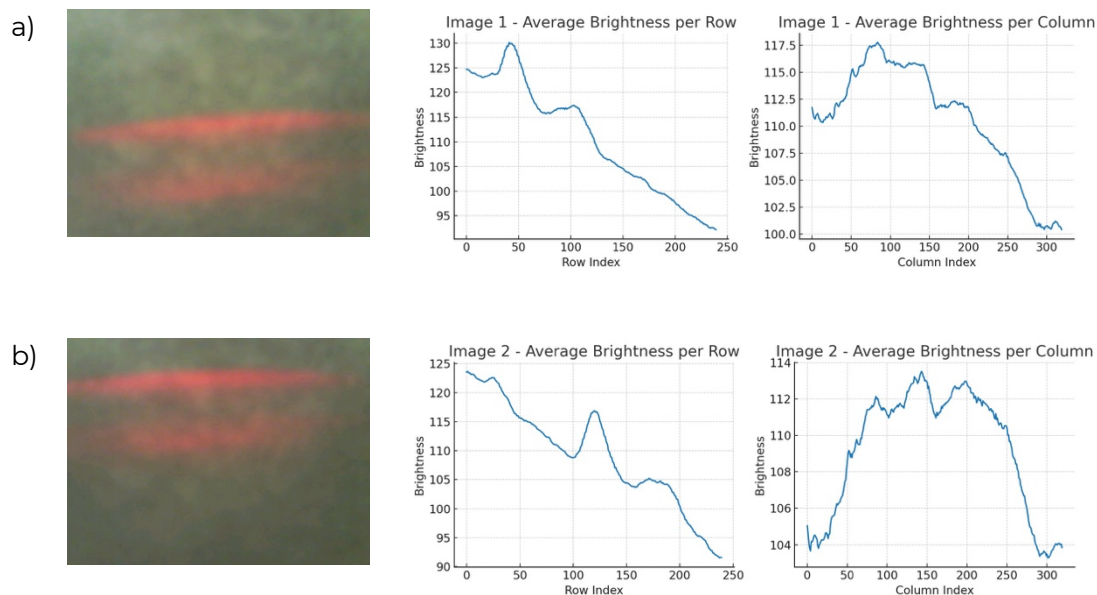 a)
Image 1 - Average Brightness per Row
130
125
120
115
110
105
100
95
Brightness
0 50 100 150 200 250
Row Index
Image 1 - Average Brightness per Column
117.5
115.0
112.5
110.0
107.5
105.0
102.5
100.0
Brightness
0 50 100 150 200 250 300
Column Index
b)
Image 2 - Average Brightness per Row
125
120
115
110
105
100
95
90
Brightness
0 50 100 150 200 250
Row Index
Image 2 - Average Brightness per Column
114
112
110
108
106
104
Brightness
0 50 100 150 200 250 300
Column Index